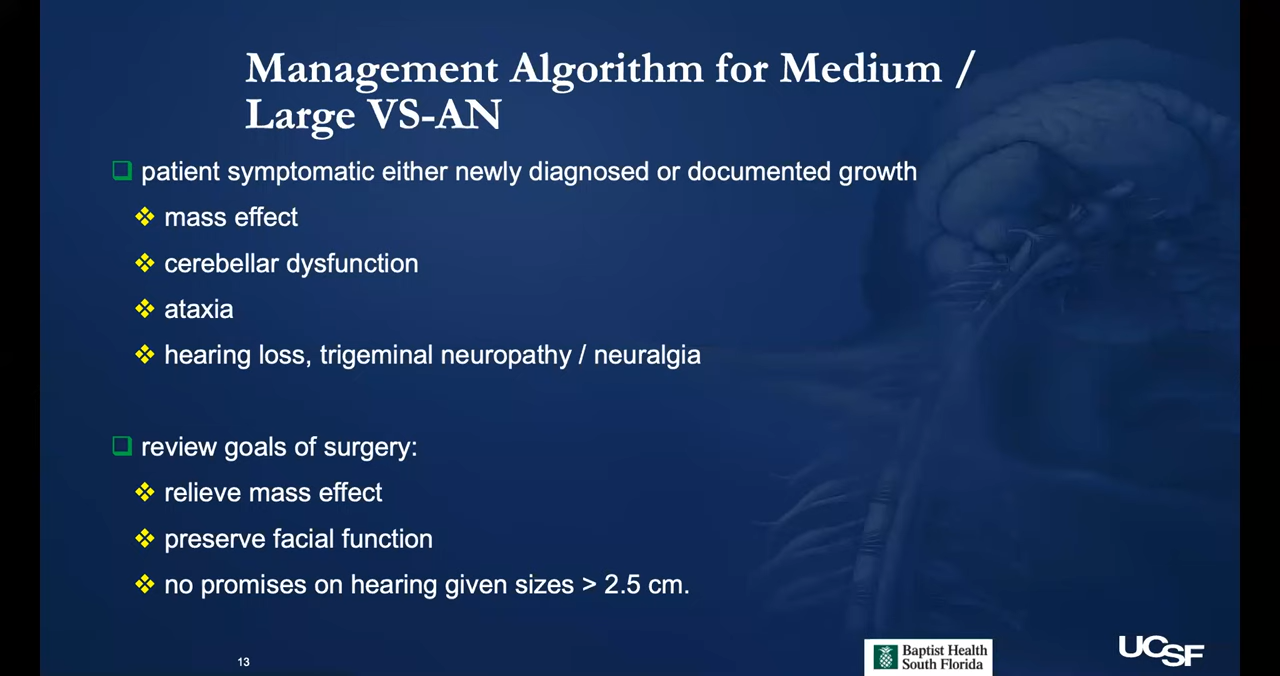 Management Algorithm for Medium /
Large VS-AN
patient symptomatic either newly diagnosed or documented growth
mass effect
cerebellar dysfunction
ataxia
hearing loss, trigeminal neuropathy / neuralgia
review goals of surgery:
relieve mass effect
preserve facial function
no promises on hearing given sizes > 2.5 cm.
13
Baptist Health
South Florida
UCSF